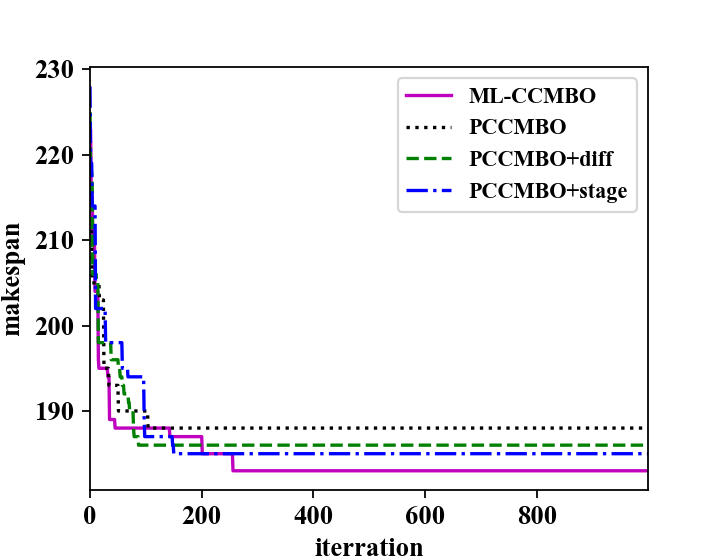 230
220
210
200
190
makespan
ML-CCMBO
PCCMBO
PCCMBO+diff
PCCMBO+stage
0 200 400 600 800
iterration